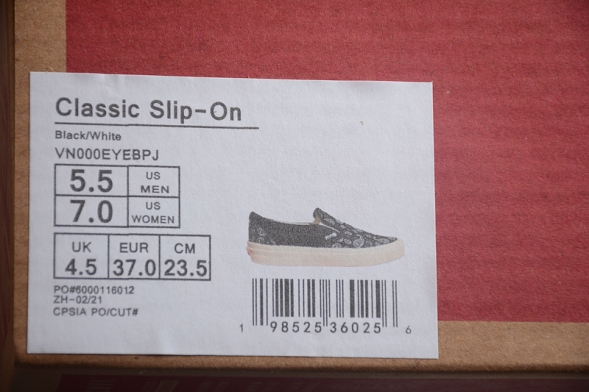 Classic Slip-On
Black/White
VN000EYEBPJ
5.5 US MEN
7.0 US WOMEN
UK EUR CM
4.5 37.0 23.5
PO#6000116012
ZH-02/21
CPSIA PO/CUT#
1 98525 36025 6